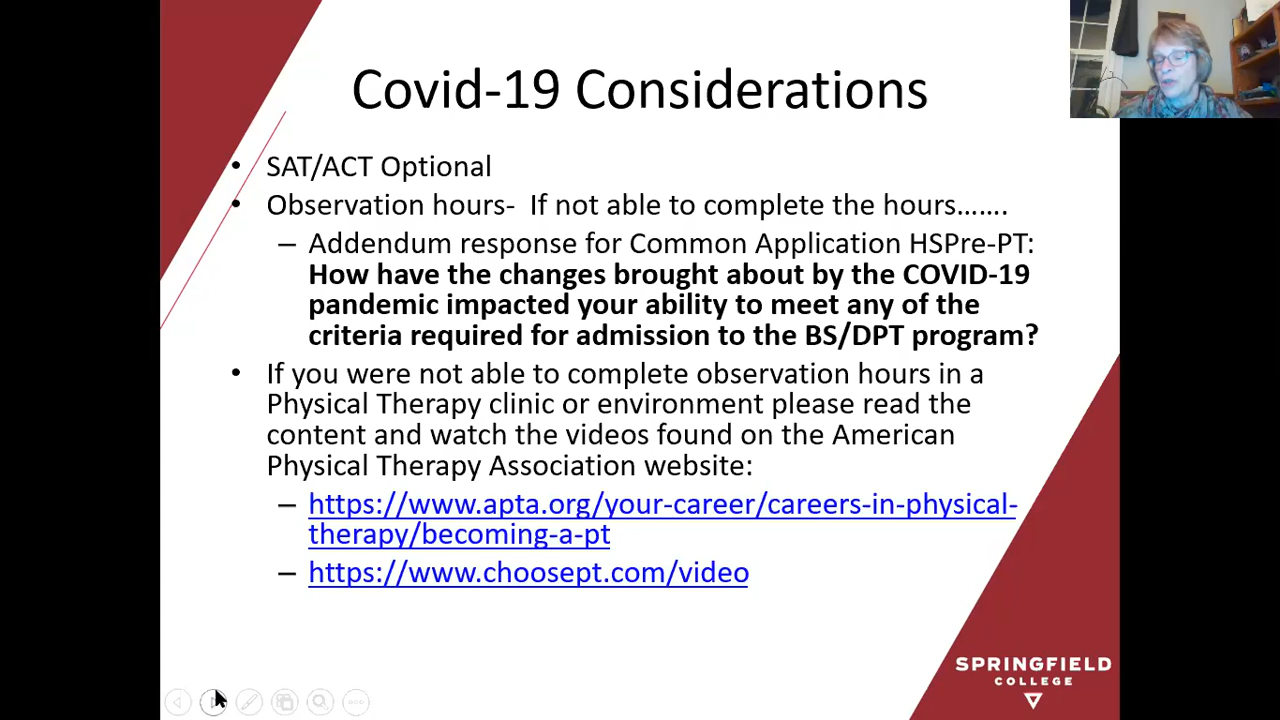 Covid-19 Considerations
• SAT/ACT Optional
• Observation hours-  If not able to complete the hours…….
– Addendum response for Common Application HSPre-PT:
How have the changes brought about by the COVID-19
pandemic impacted your ability to meet any of the
criteria required for admission to the BS/DPT program?
• If you were not able to complete observation hours in a
Physical Therapy clinic or environment please read the
content and watch the videos found on the American
Physical Therapy Association website:
– https://www.apta.org/your-career/careers-in-physical-
therapy/becoming-a-pt
– https://www.choosept.com/video
SPRINGFIELD
COLLEGE